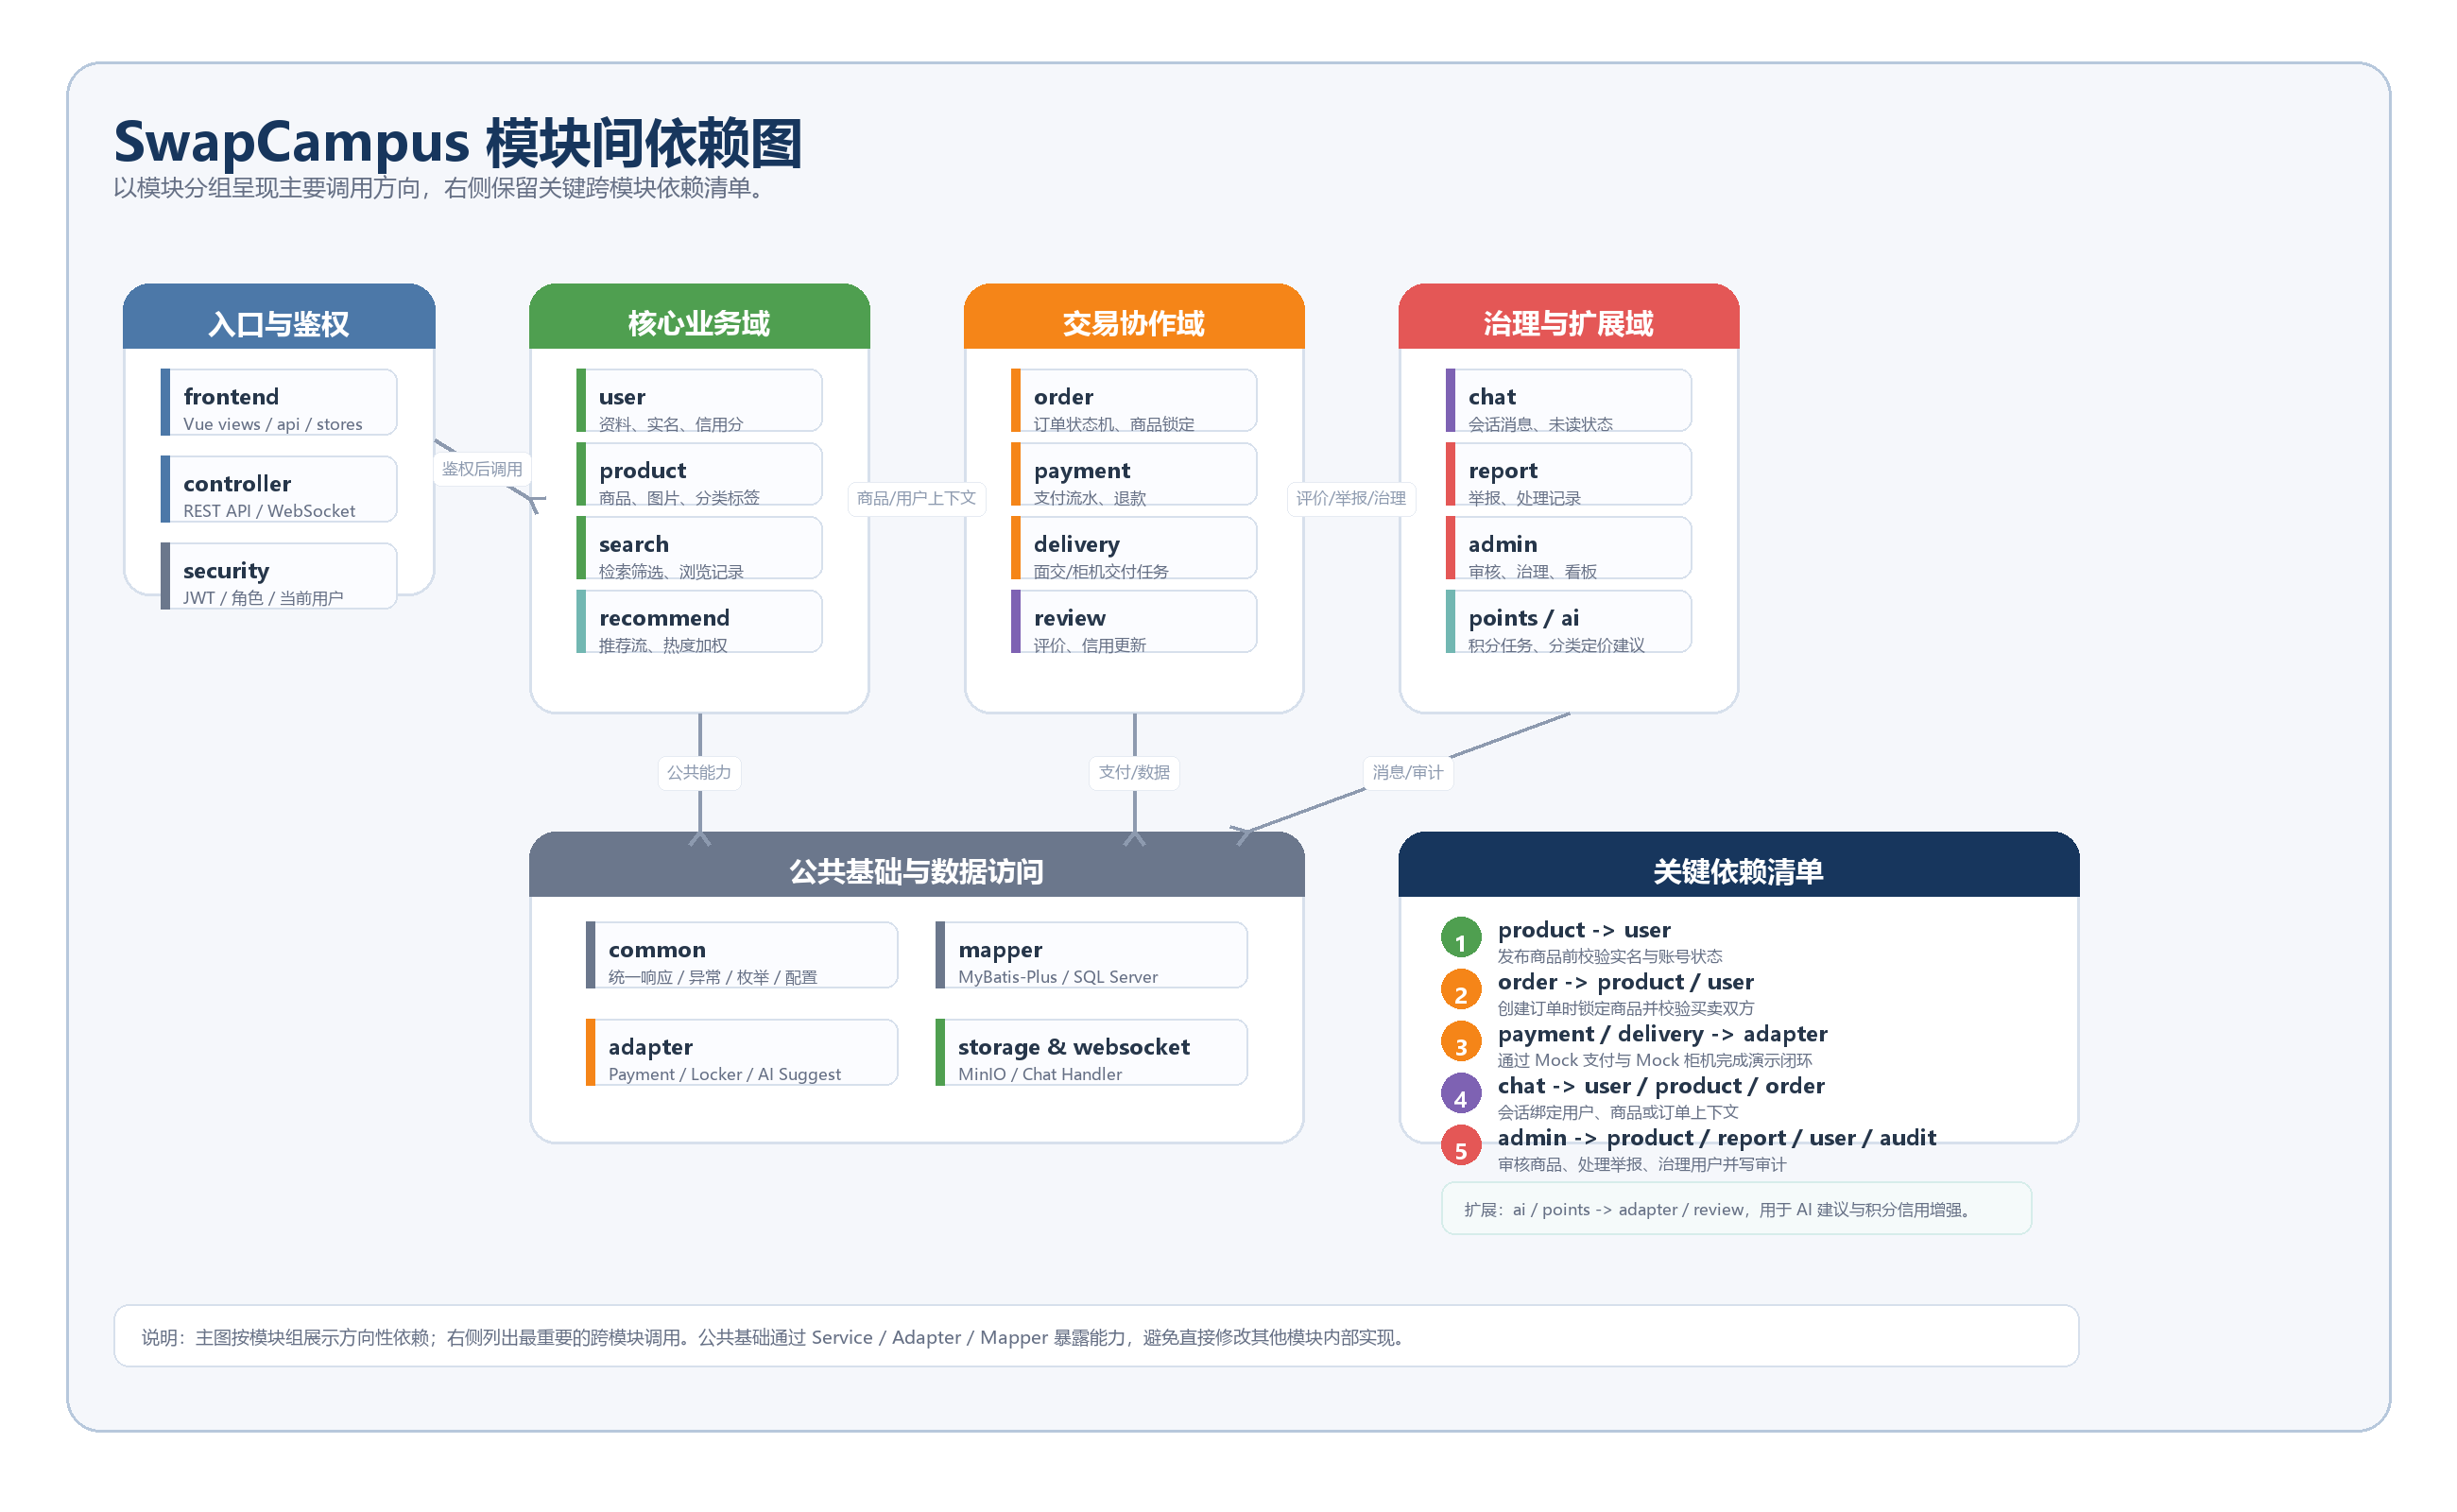 SwapCampus 模块间依赖图
以模块分组呈现主要调用方向，右侧保留关键跨模块依赖清单。
入口与鉴权
frontend
Vue views / api / stores
controller
REST API / WebSocket
security
JWT / 角色 / 当前用户
鉴权后调用
核心业务域
user
资料、实名、信用分
product
商品、图片、分类标签
search
检索筛选、浏览记录
recommend
推荐流、热度加权
商品/用户上下文
交易协作域
order
订单状态机、商品锁定
payment
支付流水、退款
delivery
面交/柜机交付任务
review
评价、信用更新
评价/举报/治理
治理与扩展域
chat
会话消息、未读状态
report
举报、处理记录
admin
审核、治理、看板
points / ai
积分任务、分类定价建议
公共能力
支付/数据
消息/审计
公共基础与数据访问
common
统一响应 / 异常 / 枚举 / 配置
mapper
MyBatis-Plus / SQL Server
adapter
Payment / Locker / AI Suggest
storage & websocket
MinIO / Chat Handler
关键依赖清单
1 product -> user
发布商品前校验实名与账号状态
2 order -> product / user
创建订单时锁定商品并校验买卖双方
3 payment / delivery -> adapter
通过 Mock 支付与 Mock 柜机完成演示闭环
4 chat -> user / product / order
会话绑定用户、商品或订单上下文
5 admin -> product / report / user / audit
审核商品、处理举报、治理用户并写审计
扩展：ai / points -> adapter / review，用于 AI 建议与积分信用增强。
说明：主图按模块组展示方向性依赖；右侧列出最重要的跨模块调用。公共基础通过 Service / Adapter / Mapper 暴露能力，避免直接修改其他模块内部实现。